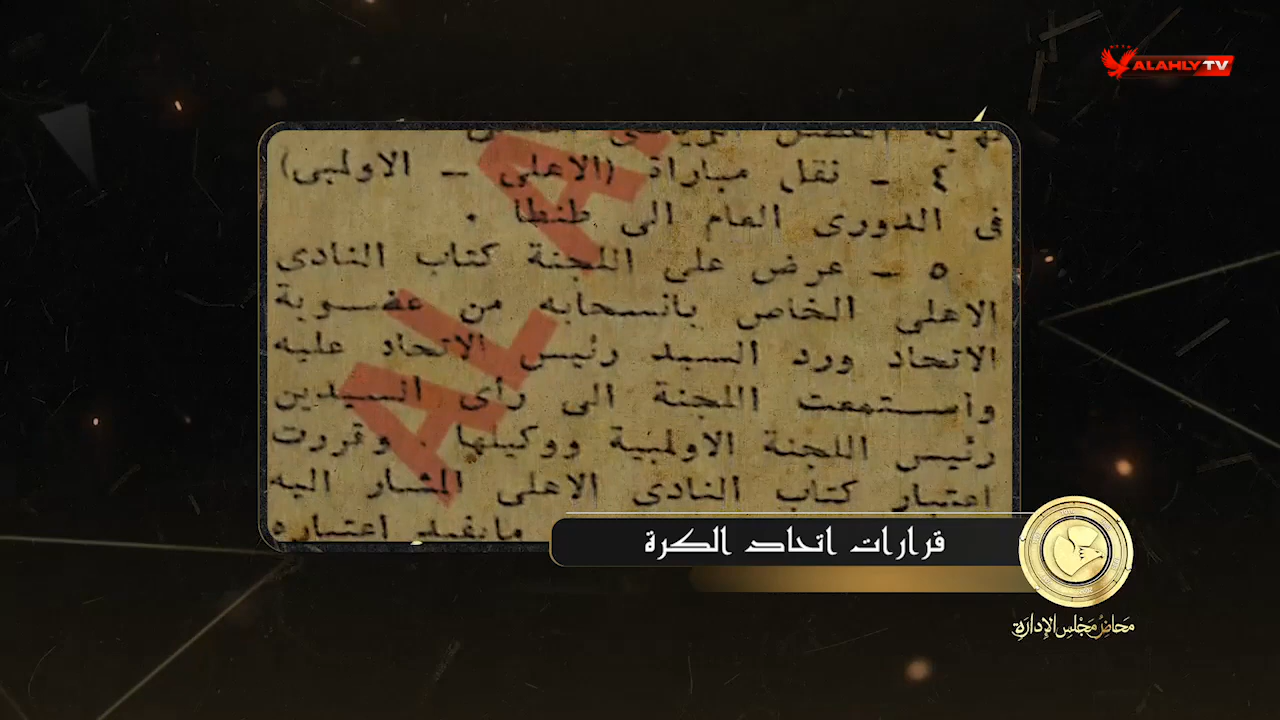 ALAHLY TV
٤ - نقل مباراة (الاهلى - الاولمبى)
فى الدورى العام الى طنطا .
٥ - عرض على اللجنة كتاب النادى
الاهلى الخاص بانسحابه من عضوية
الاتحاد ورد السيد رئيس الاتحاد عليه
واستمعت اللجنة الى رأى السيدين
رئيس اللجنة الاولمبية ووكيلها . وقررت
اعتبار كتاب النادى الاهلى المشار اليه
اعتباره
قرارات اتحاد الكرة
محاضر مجلس الإدارة